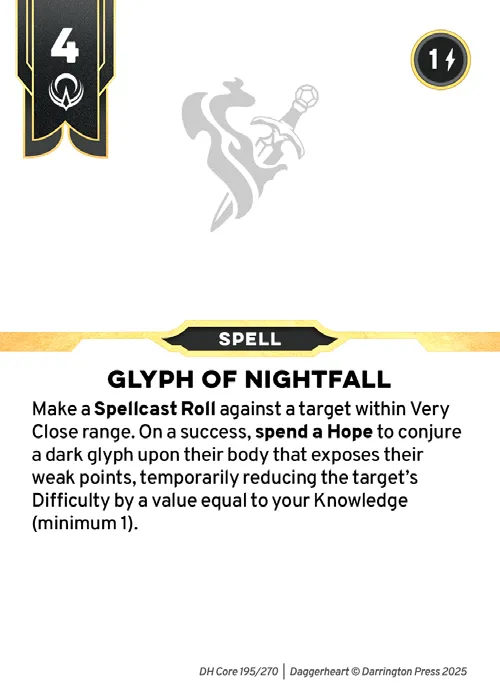 4
1
SPELL
GLYPH OF NIGHTFALL
Make a Spellcast Roll against a target within Very
Close range. On a success, spend a Hope to conjure
a dark glyph upon their body that exposes their
weak points, temporarily reducing the target's
Difficulty by a value equal to your Knowledge
(minimum 1).
DH Core 195/270 | Daggerheart © Darrington Press 2025